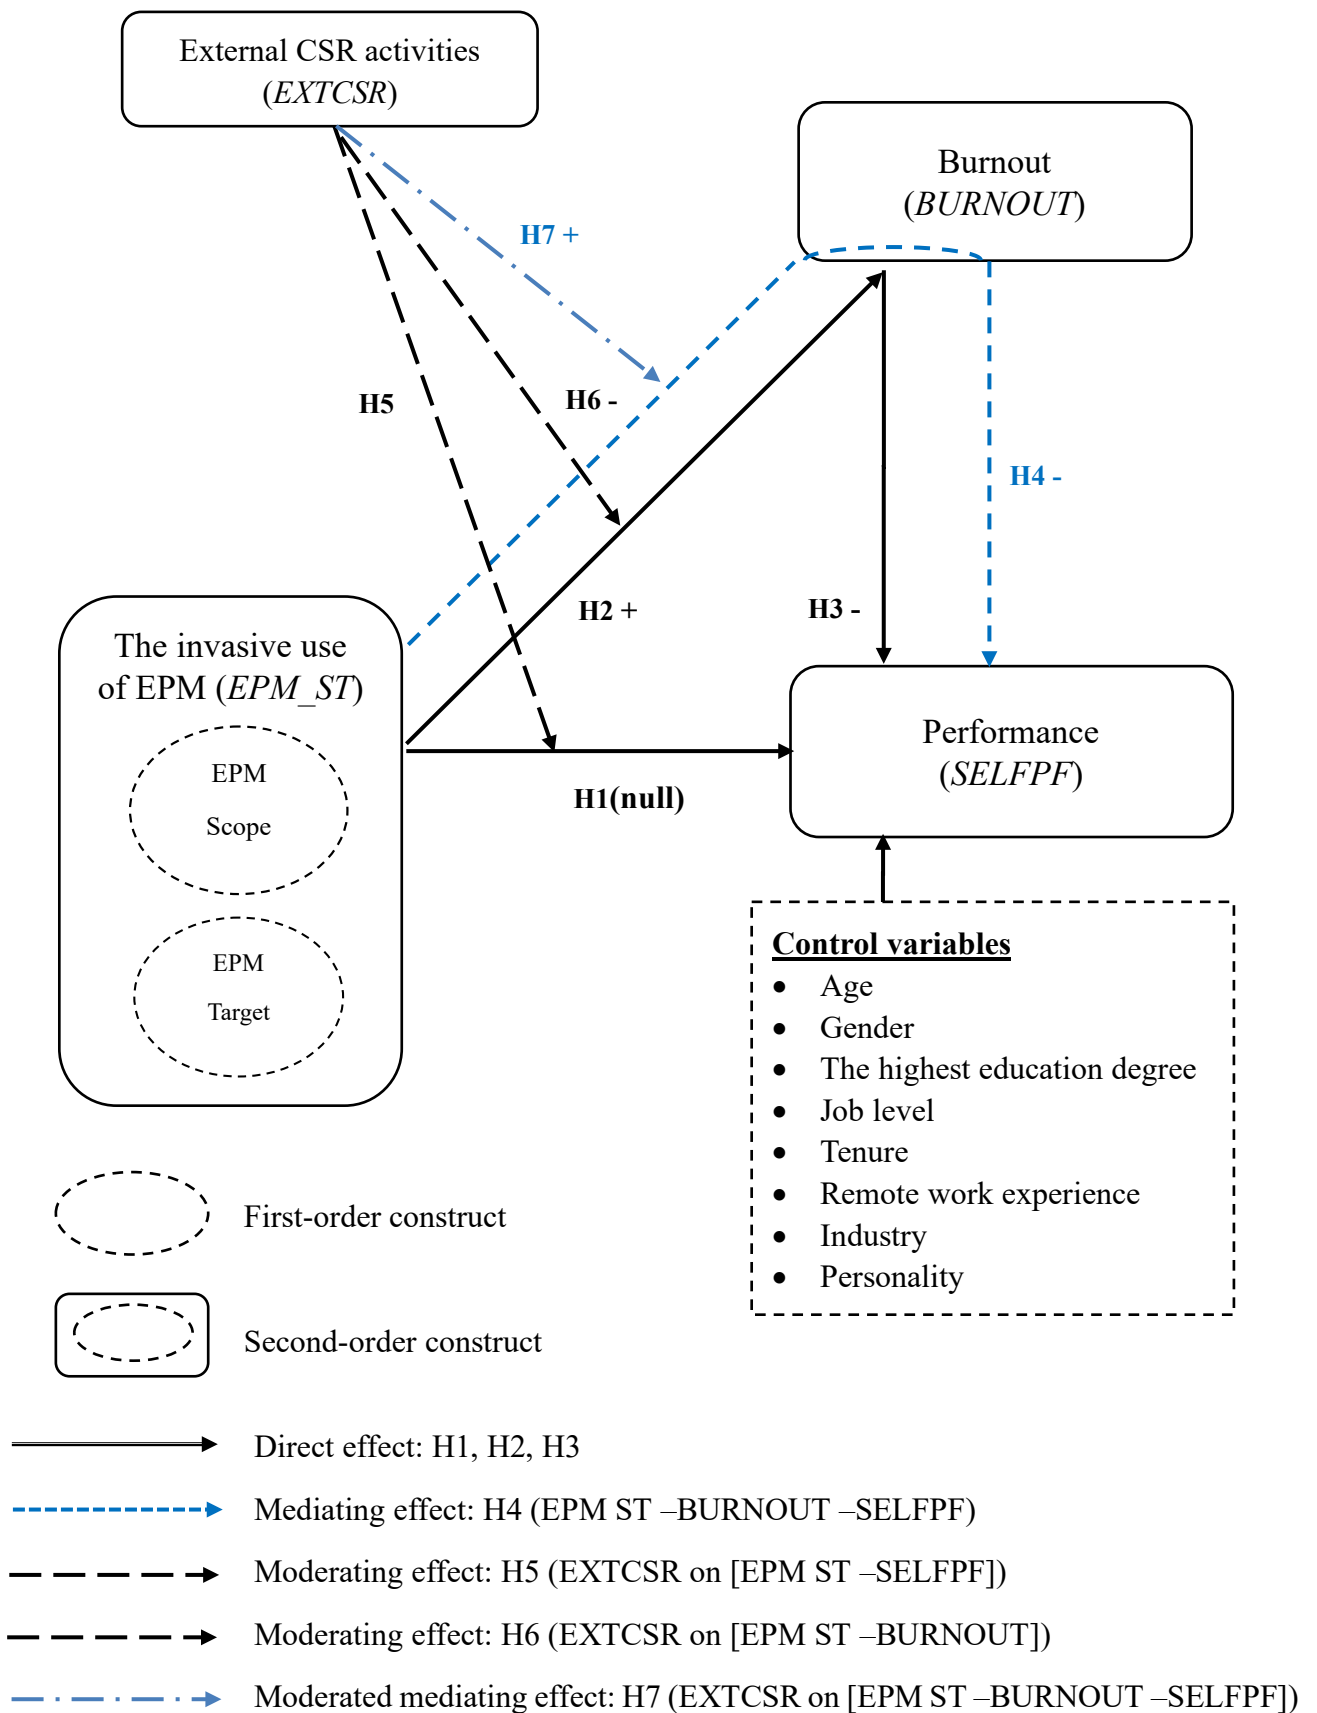 External CSR activities
(EXTCSR)
Burnout
(BURNOUT)
H7 +
H5
H6 -
H4 -
H2 +
H3 -
The invasive use
of EPM (EPM_ST)
EPM
Scope
EPM
Target
Performance
(SELFPF)
H1(null)
Control variables
• Age
• Gender
• The highest education degree
• Job level
• Tenure
• Remote work experience
• Industry
• Personality
First-order construct
Second-order construct
Direct effect: H1, H2, H3
Mediating effect: H4 (EPM ST –BURNOUT –SELFPF)
Moderating effect: H5 (EXTCSR on [EPM ST –SELFPF])
Moderating effect: H6 (EXTCSR on [EPM ST –BURNOUT])
Moderated mediating effect: H7 (EXTCSR on [EPM ST –BURNOUT –SELFPF])